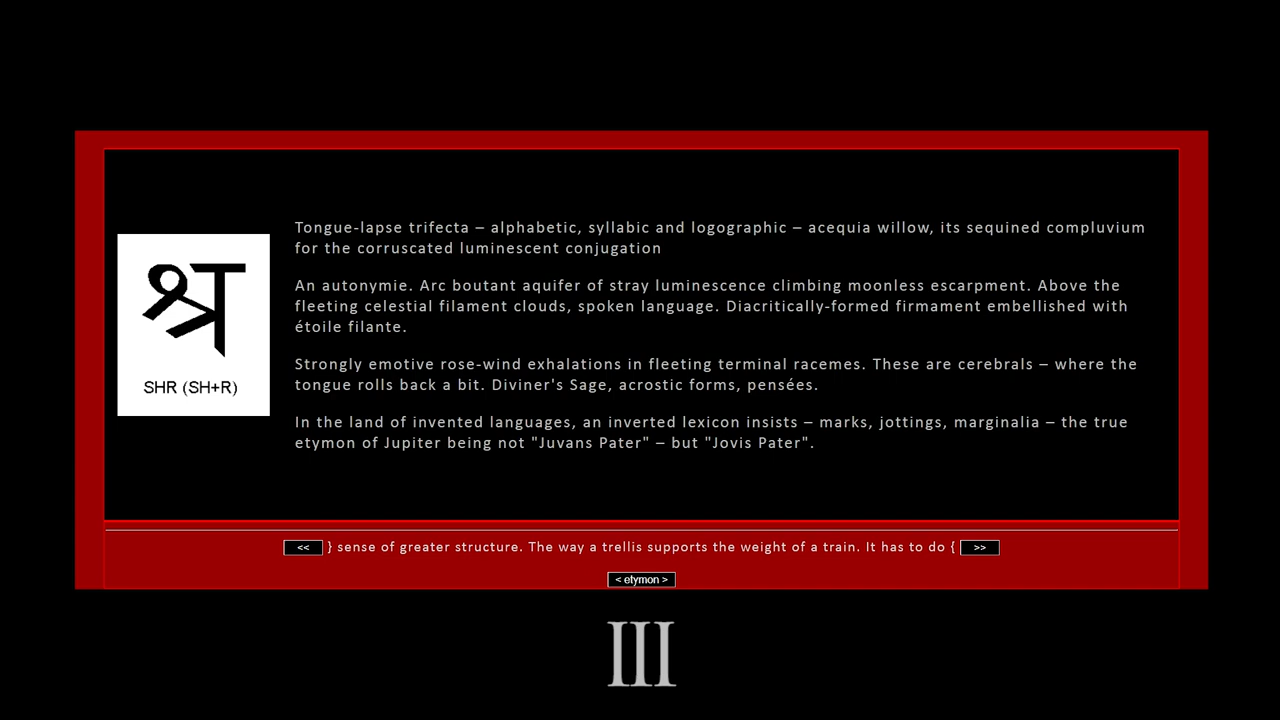 Tongue-lapse trifecta – alphabetic, syllabic and logographic – acequia willow, its sequined compluvium
for the corruscated luminescent conjugation
An autonymie. Arc boutant aquifer of stray luminescence climbing moonless escarpment. Above the
fleeting celestial filament clouds, spoken language. Diacritically-formed firmament embellished with
étoile filante.
श्र
SHR (SH+R)
Strongly emotive rose-wind exhalations in fleeting terminal racemes. These are cerebrals – where the
tongue rolls back a bit. Diviner's Sage, acrostic forms, pensées.
In the land of invented languages, an inverted lexicon insists – marks, jottings, marginalia – the true
etymon of Jupiter being not "Juvans Pater" – but "Jovis Pater".
<< } sense of greater structure. The way a trellis supports the weight of a train. It has to do { >>
< etymon >
III